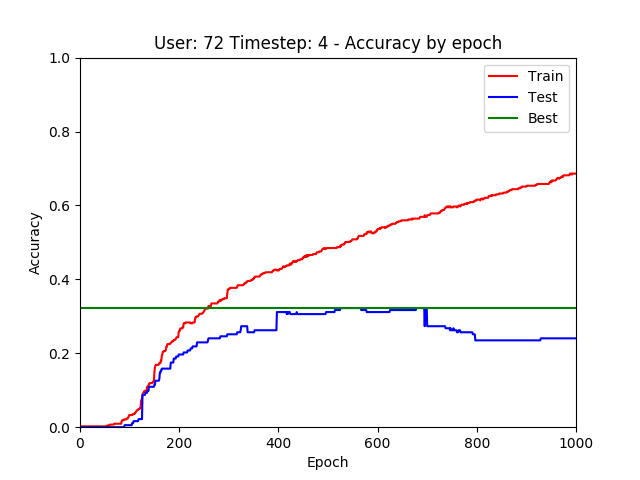 User: 72 Timestep: 4 - Accuracy by epoch
Accuracy
1.0
0.8
0.6
0.4
0.2
0.0
Train
Test
Best
0 200 400 600 800 1000
Epoch